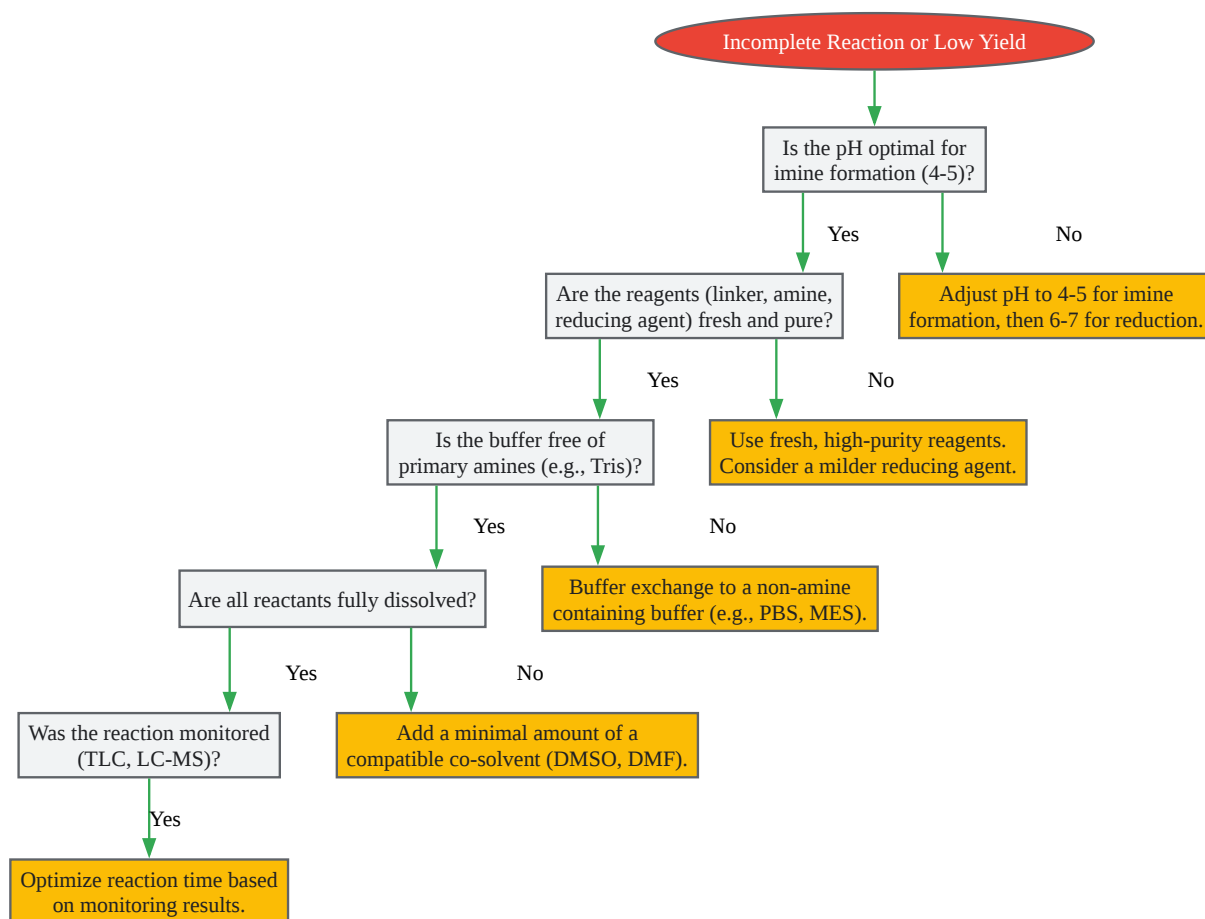 Incomplete Reaction or Low Yield
Is the pH optimal for
imine formation (4-5)?
Yes
No
Are the reagents (linker, amine,
reducing agent) fresh and pure?
Adjust pH to 4-5 for imine
formation, then 6-7 for reduction.
Yes
No
Is the buffer free of
primary amines (e.g., Tris)?
Use fresh, high-purity reagents.
Consider a milder reducing agent.
Yes
No
Are all reactants fully dissolved?
Buffer exchange to a non-amine
containing buffer (e.g., PBS, MES).
Yes
No
Was the reaction monitored
(TLC, LC-MS)?
Add a minimal amount of a
compatible co-solvent (DMSO, DMF).
Yes
Optimize reaction time based
on monitoring results.